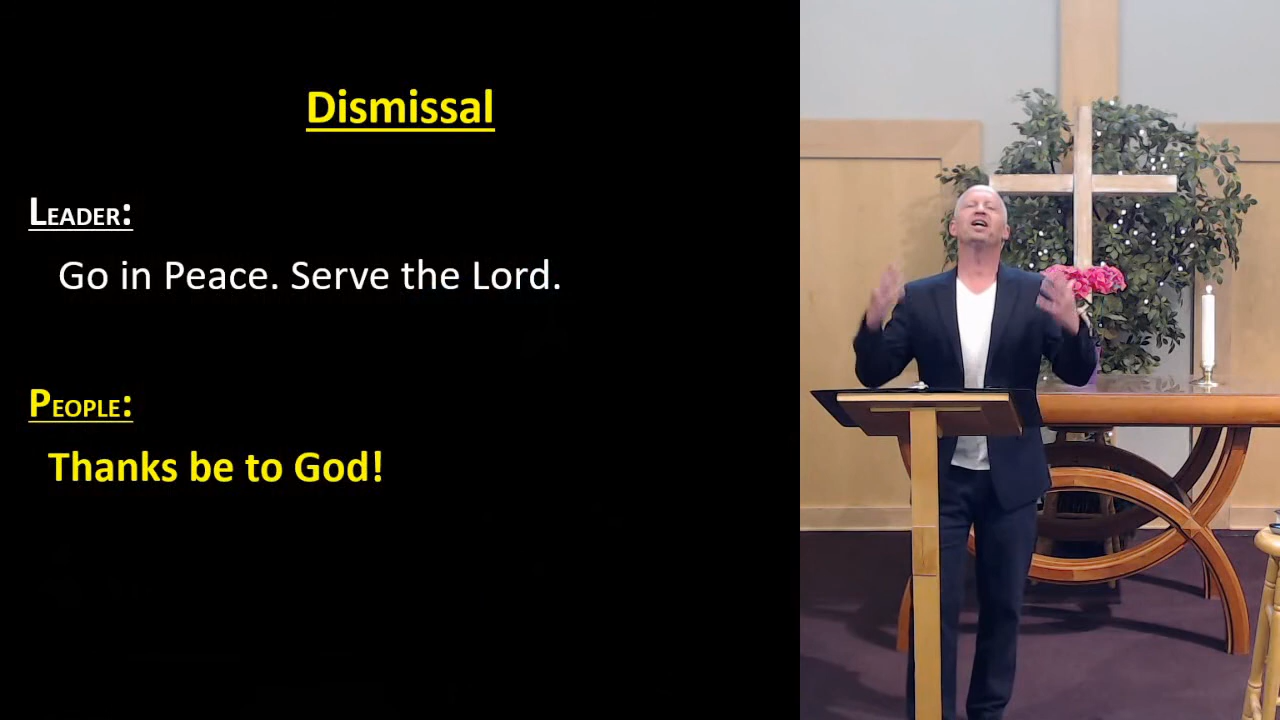 Dismissal
LEADER:
Go in Peace. Serve the Lord.
PEOPLE:
Thanks be to God!